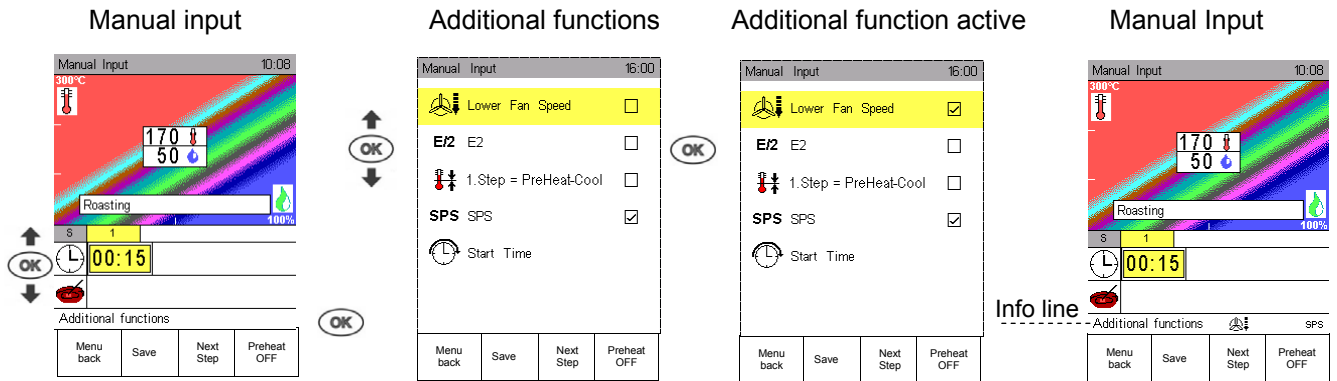 Manual input
Additional functions
Additional function active
Manual Input
Manual Input 10:08
300°C
170
50
Roasting
100%
S 1
00:15
Additional functions
Menu back
Save
Next Step
Preheat OFF
OK
OK
Manual Input 16:00
Lower Fan Speed
E/2 E2
1.Step = PreHeat-Cool
SPS SPS
Start Time
Menu back
Save
Next Step
Preheat OFF
OK
OK
Manual Input 16:00
Lower Fan Speed
E/2 E2
1.Step = PreHeat-Cool
SPS SPS
Start Time
Menu back
Save
Next Step
Preheat OFF
Info line
Manual Input 10:08
300°C
170
50
Roasting
100%
S 1
00:15
Additional functions SPS
Menu back
Save
Next Step
Preheat OFF